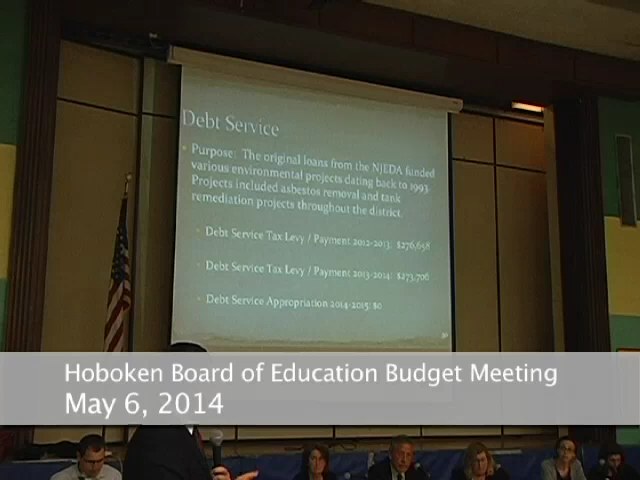 Debt Service
Purpose: The original loans from the NJEDA funded
various environmental projects dating back to 1993.
Projects included asbestos removal and tank
remediation projects throughout the district.
Debt Service Tax Levy / Payment 2012-2013: $276,658
Debt Service Tax Levy / Payment 2013-2014: $273,706
Debt Service Appropriation 2014-2015: $0
Hoboken Board of Education Budget Meeting
May 6, 2014